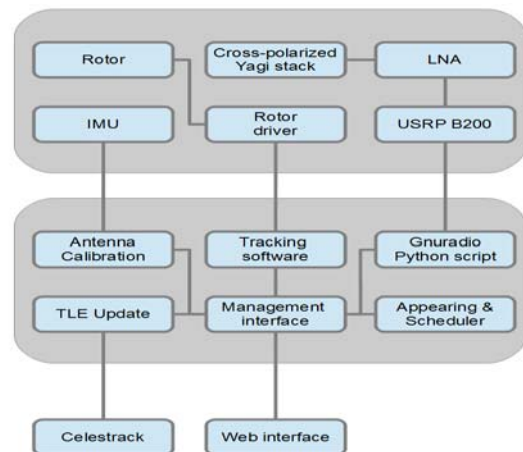 Rotor
Cross-polarized
Yagi stack
LNA
IMU
Rotor
driver
USRP B200
Antenna
Calibration
Tracking
software
Gnuradio
Python script
TLE Update
Management
interface
Appearing &
Scheduler
Celestrack
Web interface